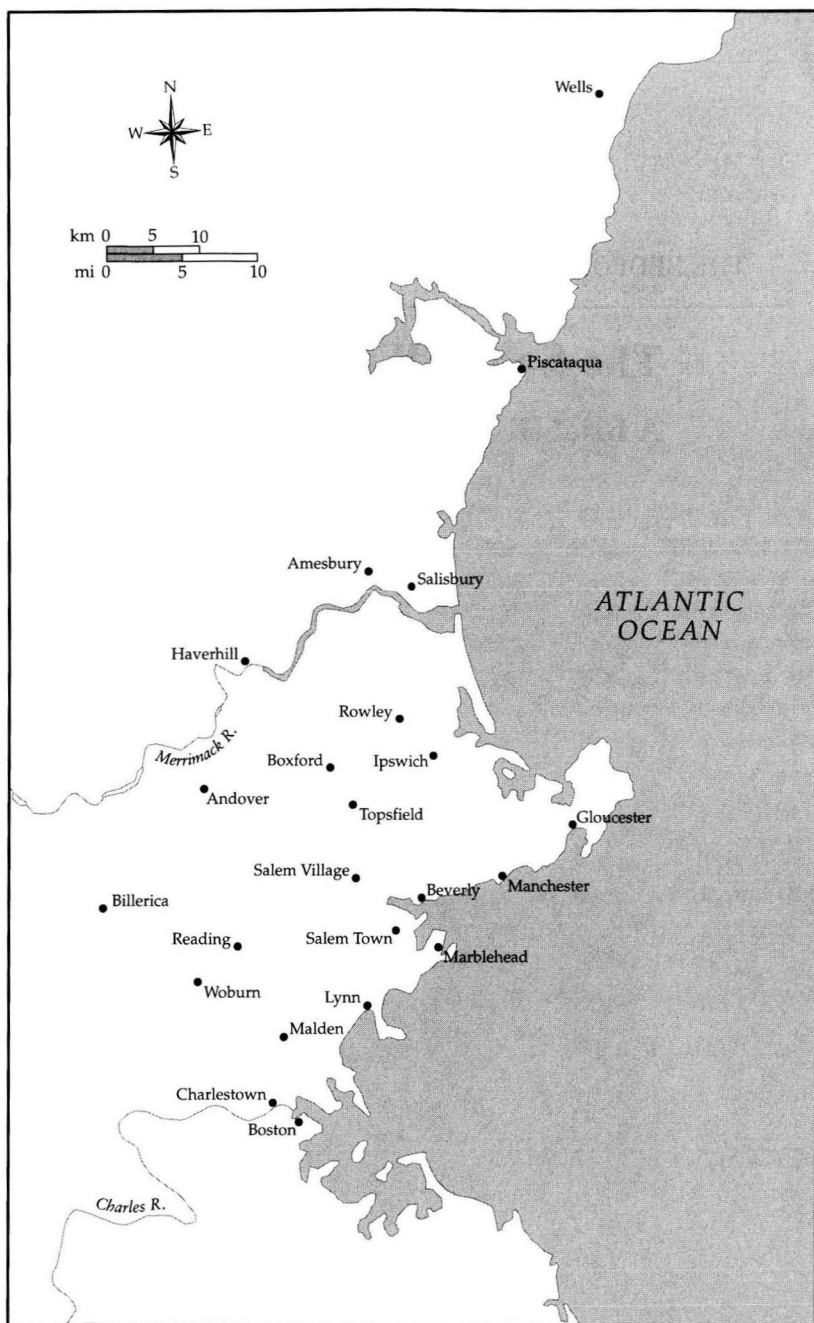 Wells
N
W E
S
km 0 5 10
mi 0 5 10
Piscataqua
Amesbury
Salisbury
ATLANTIC
OCEAN
Haverhill
Rowley
Merrimack R.
Boxford
Ipswich
Andover
Topsfield
Gloucester
Salem Village
Beverly
Manchester
Billerica
Reading
Salem Town
Marblehead
Woburn
Lynn
Malden
Charlestown
Boston
Charles R.